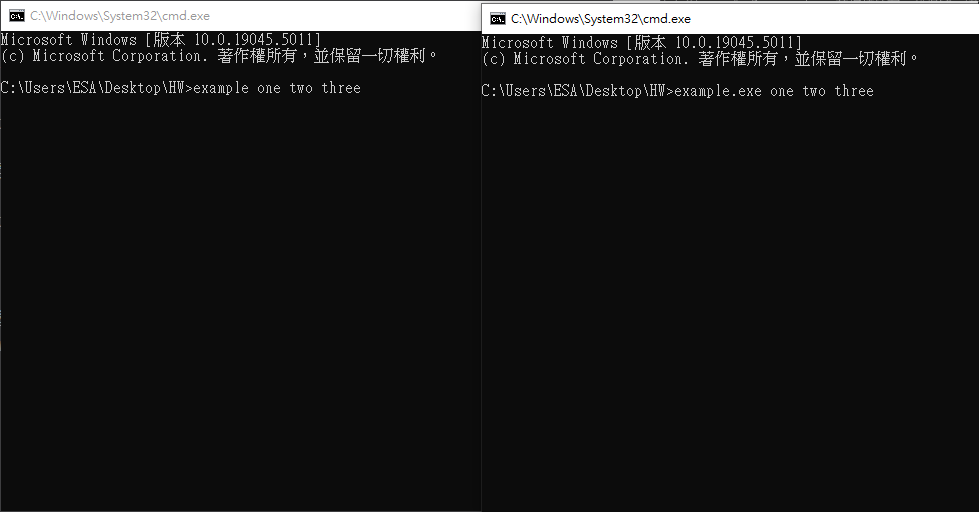 C:\Windows\System32\cmd.exe
Microsoft Windows [版本 10.0.19045.5011]
(c) Microsoft Corporation. 著作權所有，並保留一切權利。
C:\Users\ESA\Desktop\HW>example one two three
C:\Windows\System32\cmd.exe
Microsoft Windows [版本 10.0.19045.5011]
(c) Microsoft Corporation. 著作權所有，並保留一切權利。
C:\Users\ESA\Desktop\HW>example.exe one two three